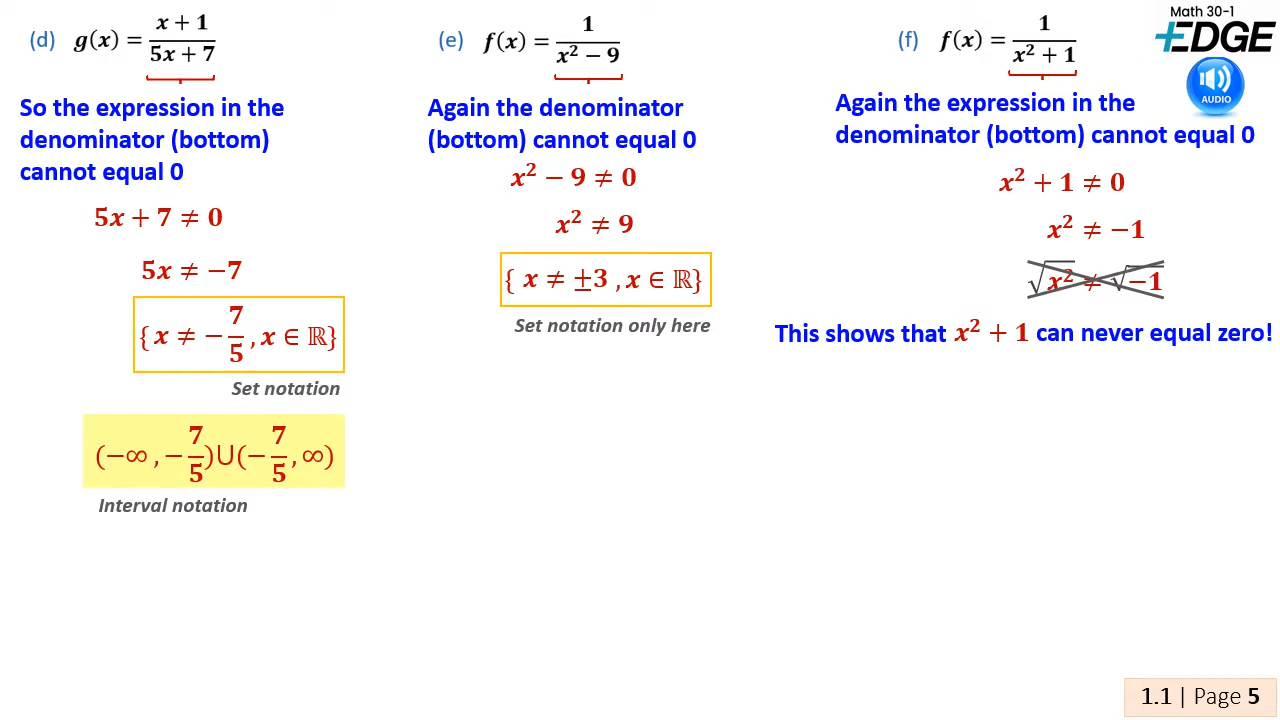 (d) g(x) = (x + 1)/(5x + 7)
So the expression in the
denominator (bottom)
cannot equal 0
5x + 7 ≠ 0
5x ≠ −7
{ x ≠ −7/5 , x ∈ ℝ}
Set notation
(−∞ , −7/5)∪(−7/5 , ∞)
Interval notation
(e) f(x) = 1/(x² − 9)
Again the denominator
(bottom) cannot equal 0
x² − 9 ≠ 0
x² ≠ 9
{ x ≠ ±3 , x ∈ ℝ}
Set notation only here
(f) f(x) = 1/(x² + 1)
Math 30-1
EDGE
AUDIO
Again the expression in the
denominator (bottom) cannot equal 0
x² + 1 ≠ 0
x² ≠ −1
√x² ≠ √−1
This shows that x² + 1 can never equal zero!
1.1 | Page 5